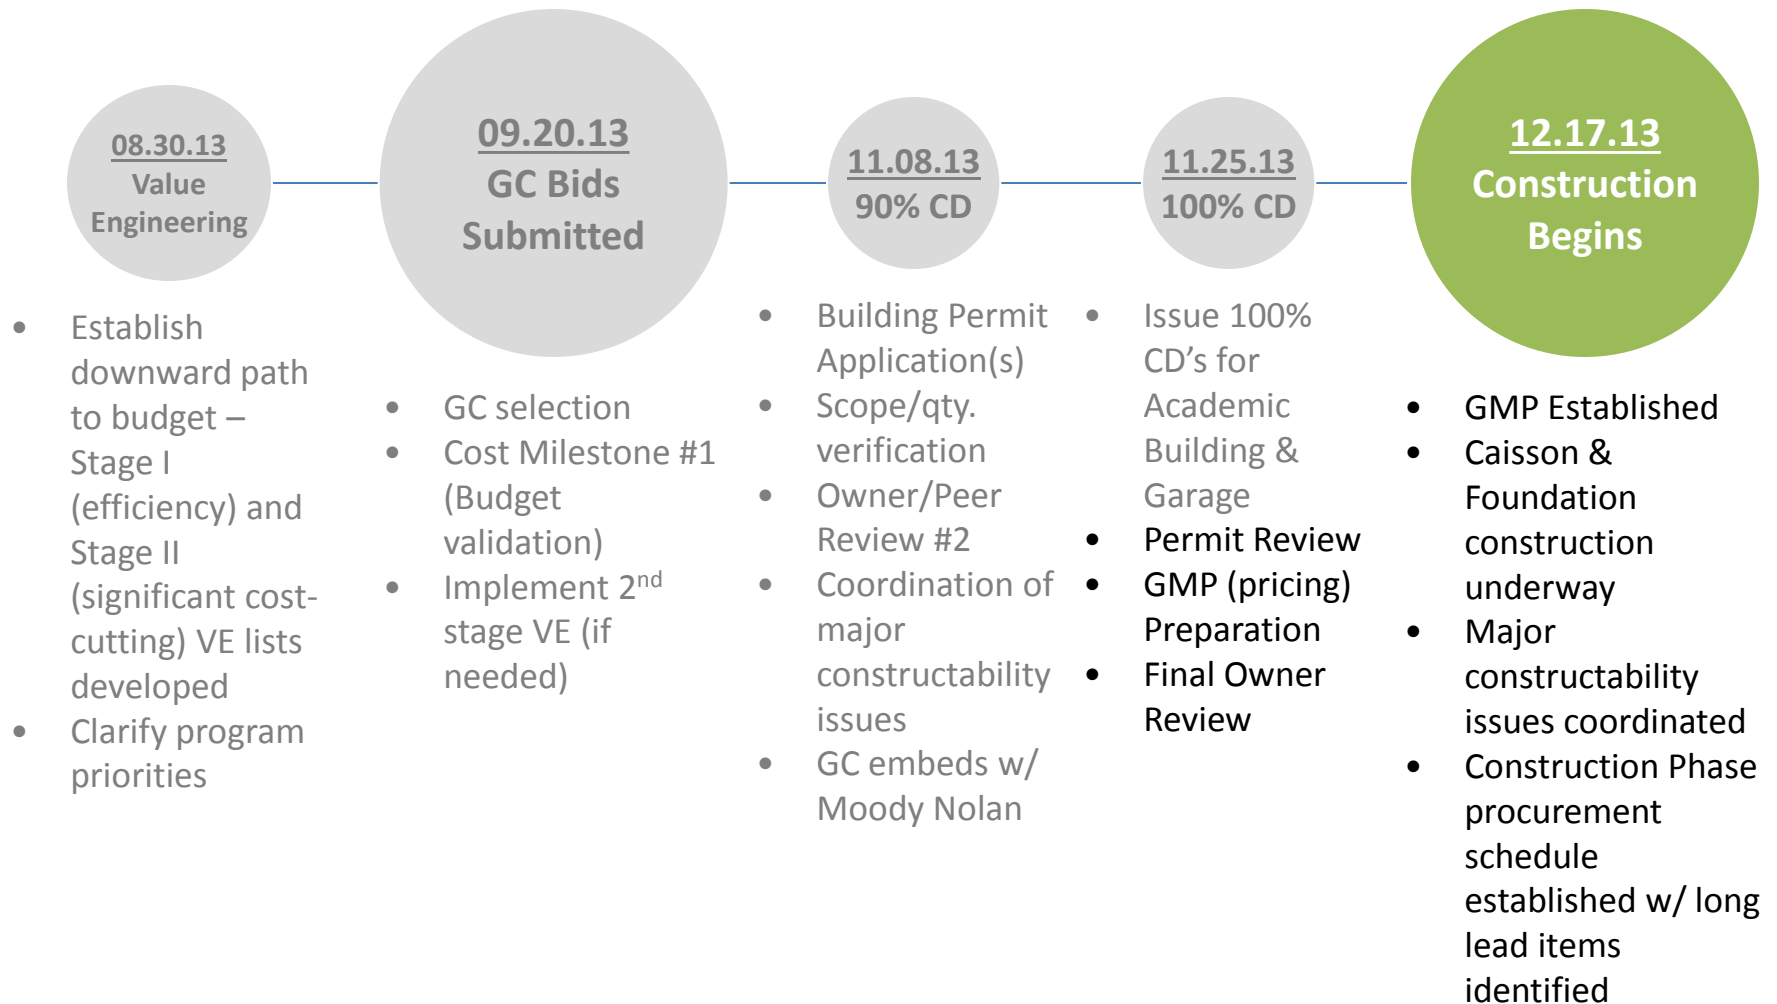 08.30.13
Value
Engineering
• Establish
downward path
to budget –
Stage I
(efficiency) and
Stage II
(significant cost-
cutting) VE lists
developed
• Clarify program
priorities
09.20.13
GC Bids
Submitted
• GC selection
• Cost Milestone #1
(Budget
validation)
• Implement 2nd
stage VE (if
needed)
11.08.13
90% CD
• Building Permit
Application(s)
• Scope/qty.
verification
• Owner/Peer
Review #2
• Coordination of
major
constructability
issues
• GC embeds w/
Moody Nolan
11.25.13
100% CD
• Issue 100%
CD’s for
Academic
Building &
Garage
• Permit Review
• GMP (pricing)
Preparation
• Final Owner
Review
12.17.13
Construction
Begins
• GMP Established
• Caisson &
Foundation
construction
underway
• Major
constructability
issues coordinated
• Construction Phase
procurement
schedule
established w/ long
lead items
identified